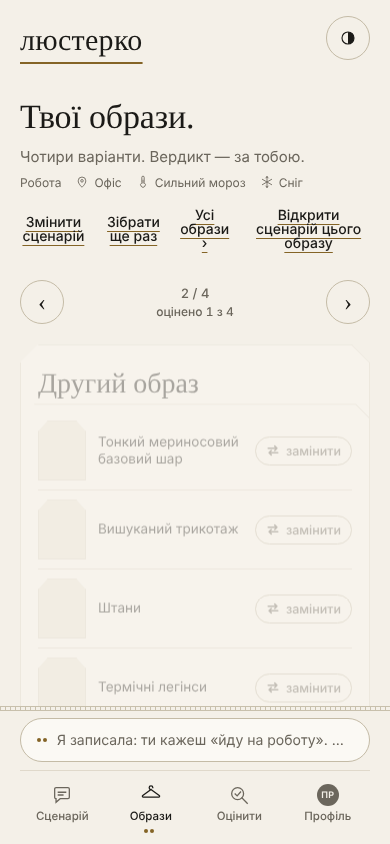 люстерко
Твої образи.
Чотири варіанти. Вердикт — за тобою.
Робота Офіс Сильний мороз Сніг
Змінити
сценарій
Зібрати
ще раз
Усі
образи
›
Відкрити
сценарій цього
образу
‹
2 / 4
оцінено 1 з 4
›
Другий образ
Тонкий мериносовий
базовий шар
замінити
Вишуканий трикотаж
замінити
Штани
замінити
Термічні легінси
замінити
Я записала: ти кажеш «йду на роботу». ...
Сценарій
Образи
Оцінити
ПР
Профіль